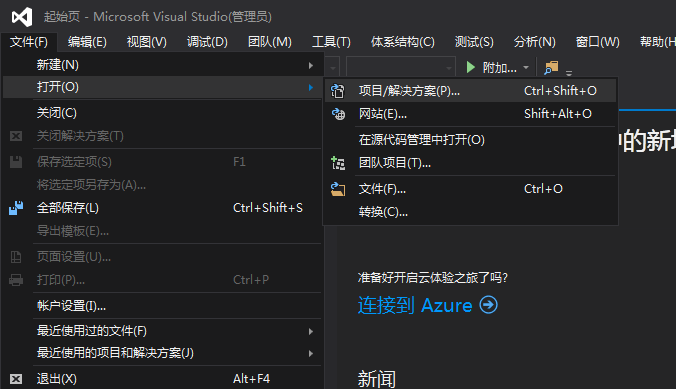 起始页 - Microsoft Visual Studio(管理员)
文件(F) 编辑(E) 视图(V) 调试(D) 团队(M) 工具(T) 体系结构(C) 测试(S) 分析(N) 窗口(W) 帮助(H
新建(N)
附加...
打开(O)
项目/解决方案(P)... Ctrl+Shift+O
关闭(C)
网站(E)... Shift+Alt+O
关闭解决方案(T)
在源代码管理中打开(O)
的新
保存选定项(S) F1
团队项目(T)...
将选定项另存为(A)...
文件(F)... Ctrl+O
全部保存(L) Ctrl+Shift+S
转换(C)...
导出模板(E)...
页面设置(U)...
打印(P)... Ctrl+P
准备好开启云体验之旅了吗?
帐户设置(I)...
连接到 Azure
最近使用过的文件(F)
最近使用的项目和解决方案(J)
退出(X) Alt+F4
新闻